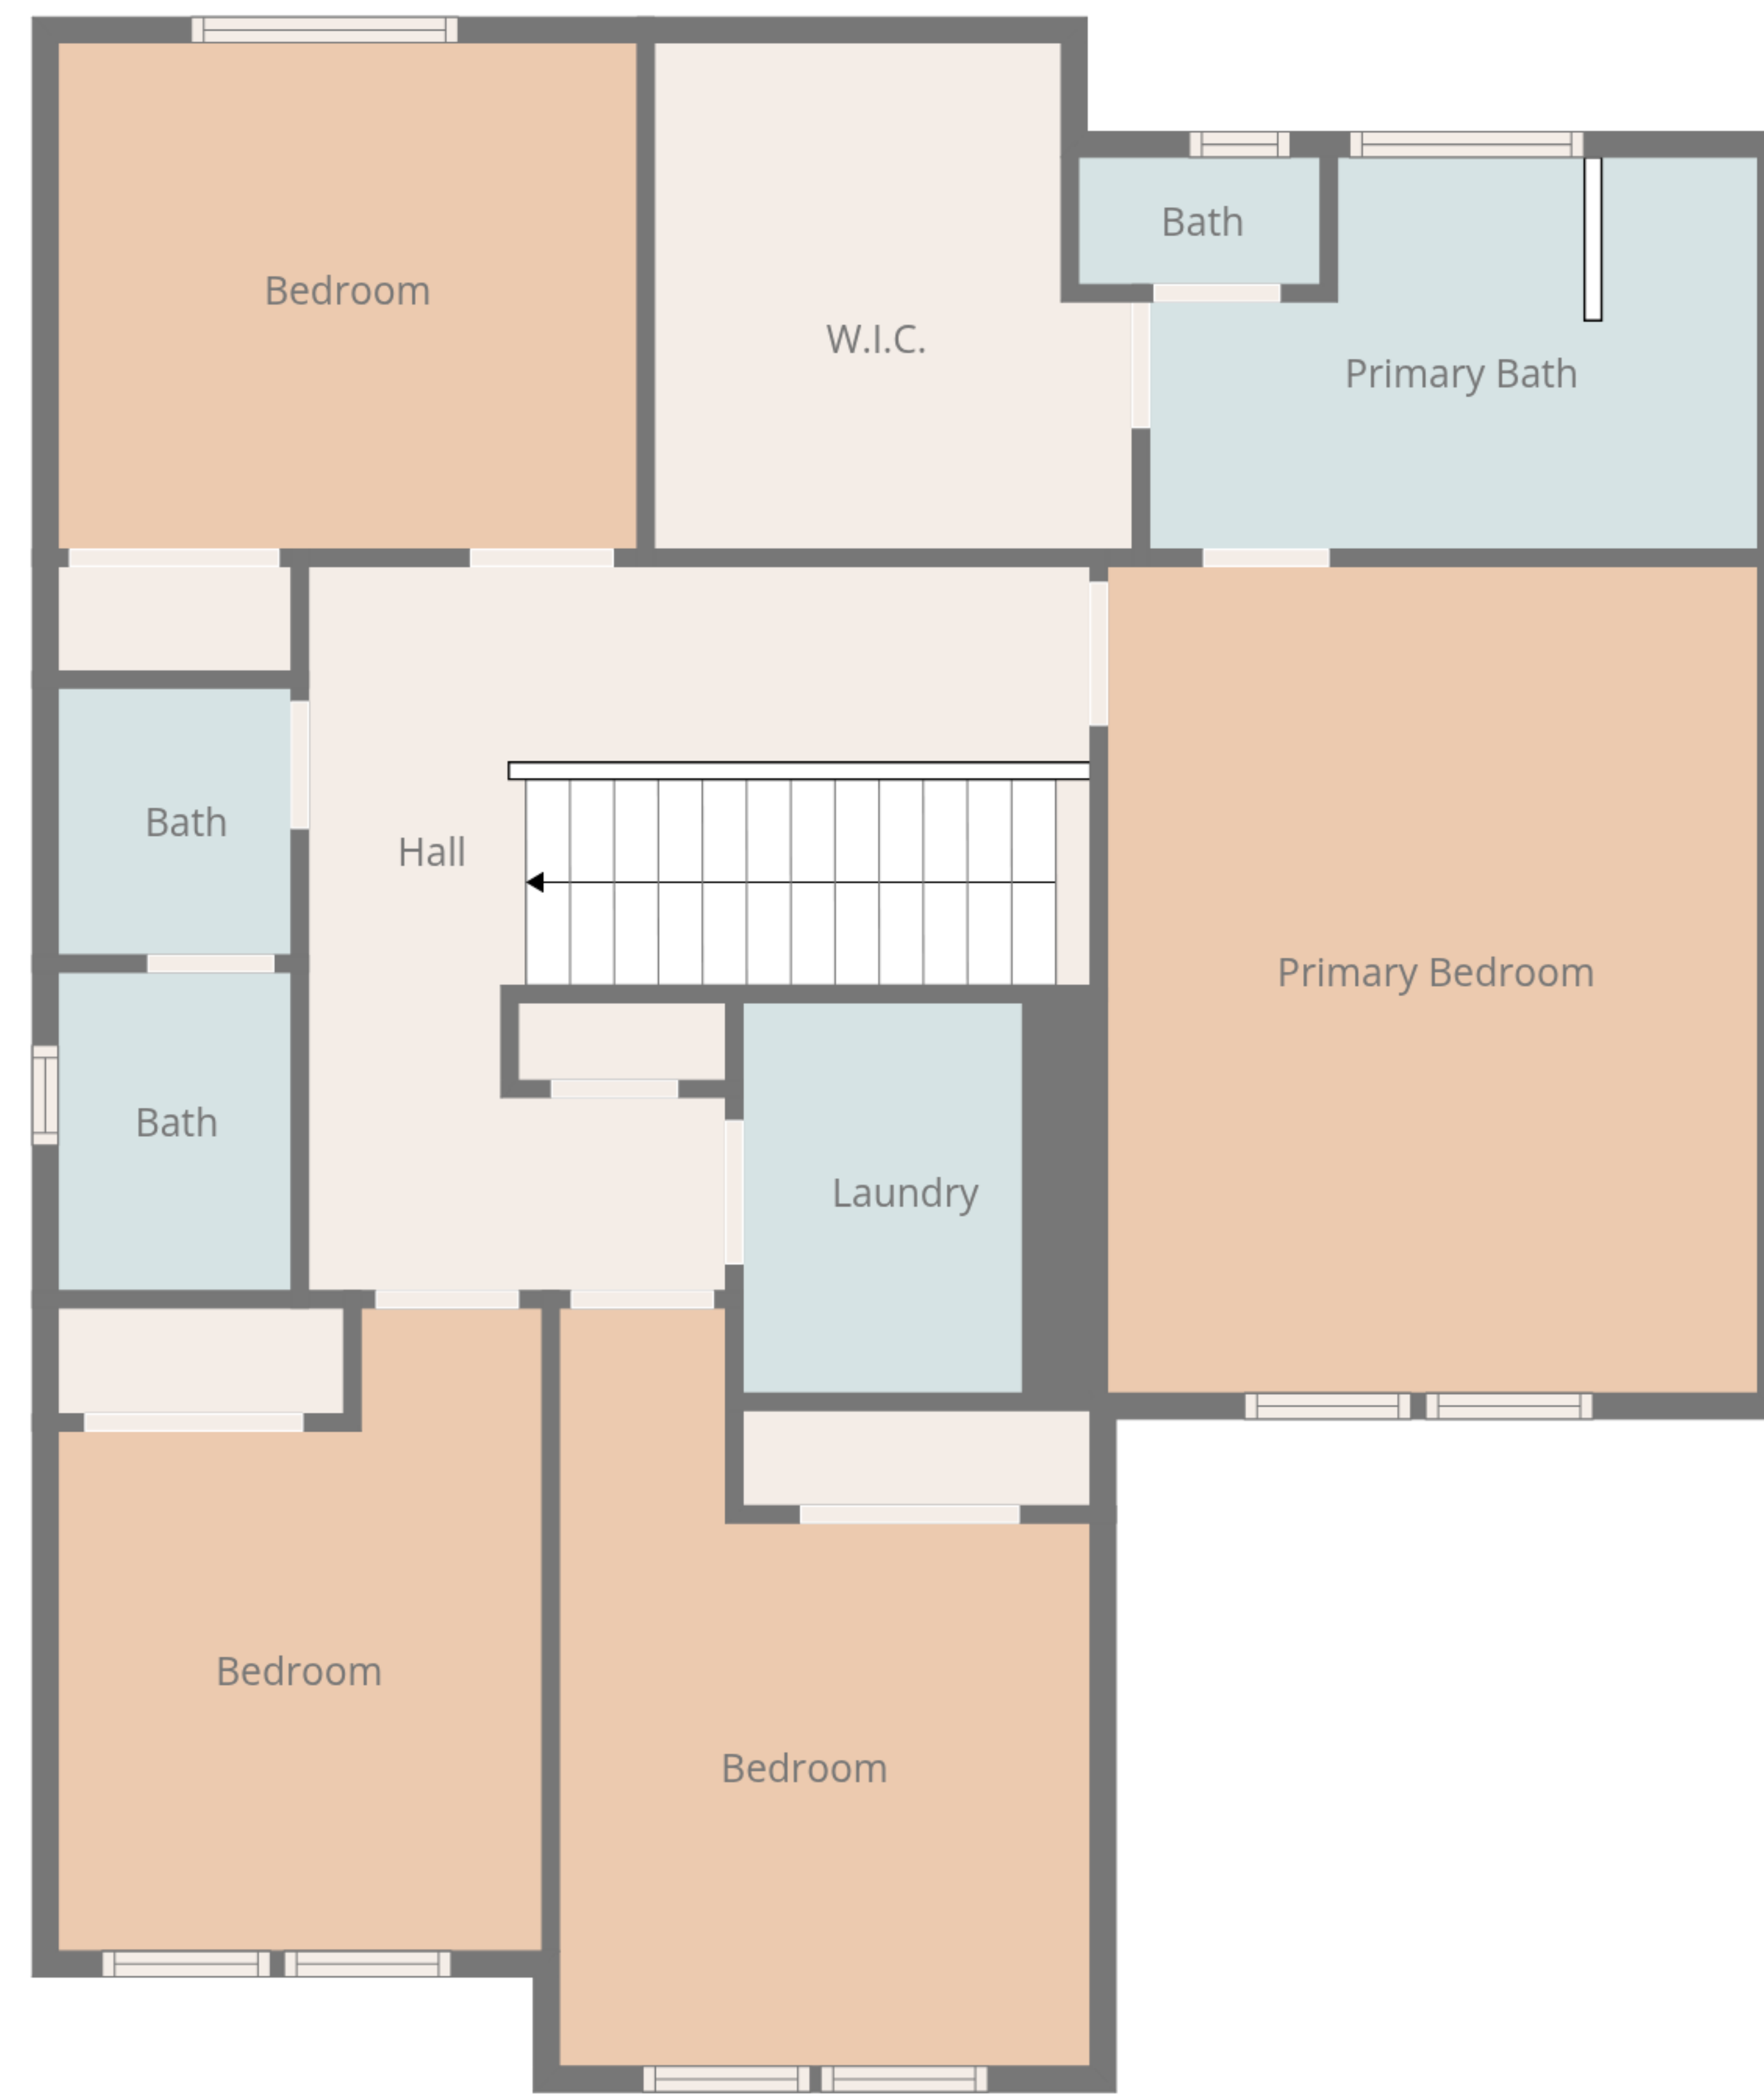 Bath
Bedroom
W.I.C.
Primary Bath
Bath
Hall
Primary Bedroom
Bath
Laundry
Bedroom
Bedroom